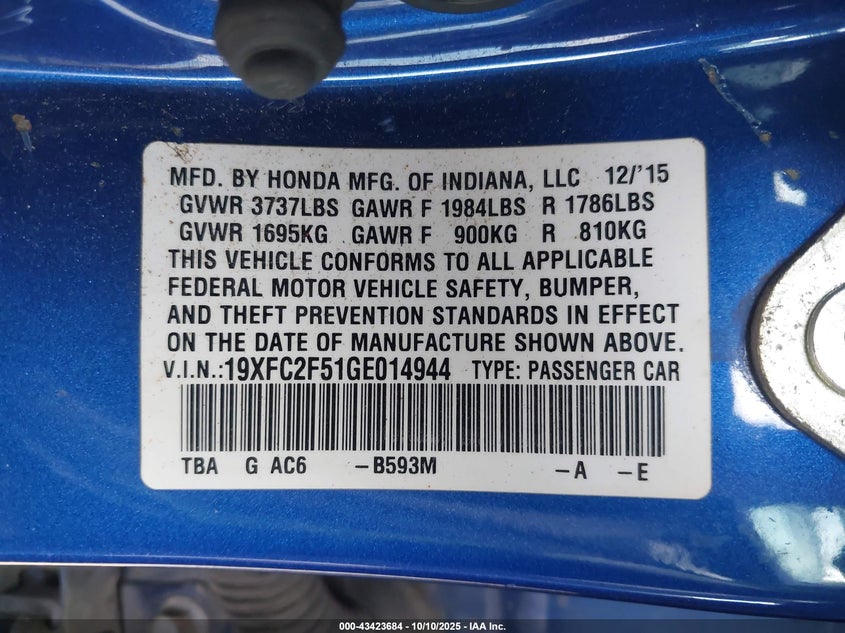 MFD. BY HONDA MFG. OF INDIANA, LLC 12/'15
GVWR 3737LBS GAWR F 1984LBS R 1786LBS
GVWR 1695KG GAWR F 900KG R 810KG
THIS VEHICLE CONFORMS TO ALL APPLICABLE
FEDERAL MOTOR VEHICLE SAFETY, BUMPER,
AND THEFT PREVENTION STANDARDS IN EFFECT
ON THE DATE OF MANUFACTURE SHOWN ABOVE.
V.I.N.:19XFC2F51GE014944 TYPE: PASSENGER CAR
TBA G AC6 -B593M -A -E
000-43423684 - 10/10/2025 - IAA Inc.